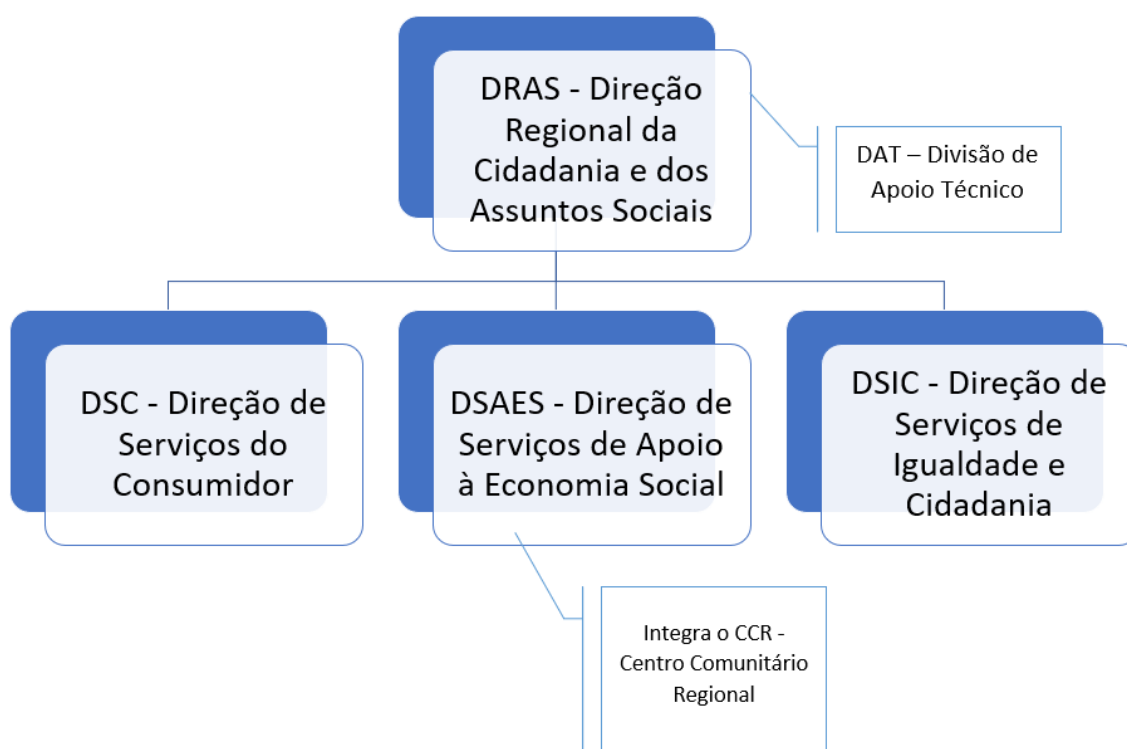 DRAS - Direção
Regional da
Cidadania e dos
Assuntos Sociais
DAT – Divisão de
Apoio Técnico
DSC - Direção de
Serviços do
Consumidor
DSAES - Direção de
Serviços de Apoio
à Economia Social
DSIC - Direção de
Serviços de
Igualdade e
Cidadania
Integra o CCR -
Centro Comunitário
Regional